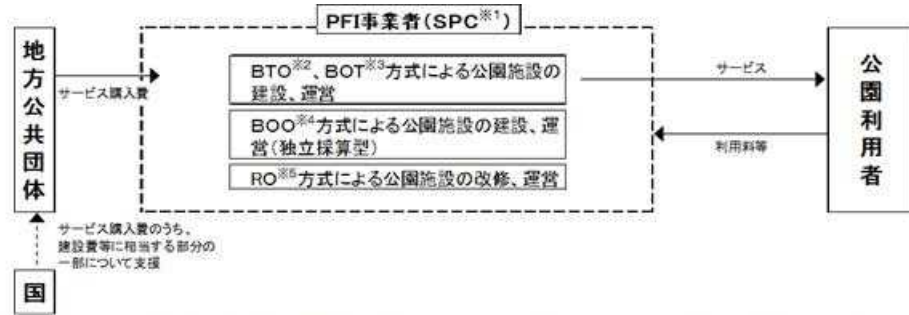 PFI事業者(SPC※1)
地方公共団体
サービス購入費
BTO※2、BOT※3方式による公園施設の
建設、運営
BOO※4方式による公園施設の建設、運
営(独立採算型)
RO※5方式による公園施設の改修、運営
サービス
利用料等
公園利用者
サービス購入費のうち、
建設費等に相当する部分の
一部について支援
国